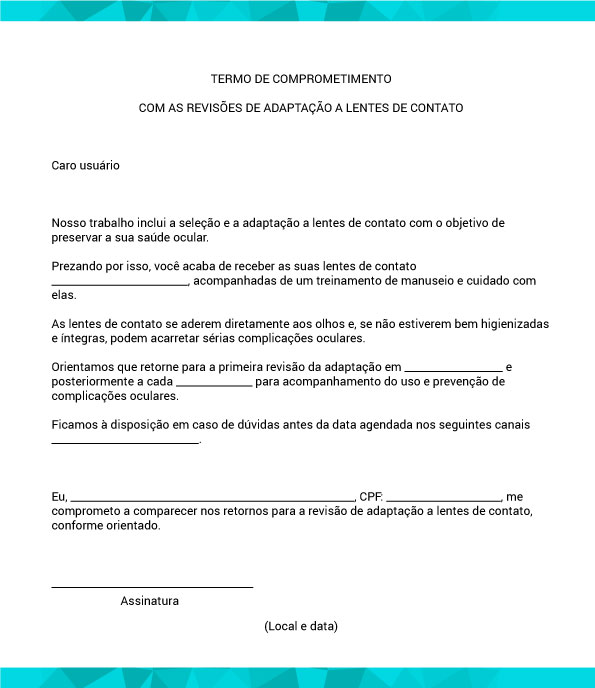 TERMO DE COMPROMETIMENTO
COM AS REVISÕES DE ADAPTAÇÃO A LENTES DE CONTATO
Caro usuário
Nosso trabalho inclui a seleção e a adaptação a lentes de contato com o objetivo de
preservar a sua saúde ocular.
Prezando por isso, você acaba de receber as suas lentes de contato
_____________________, acompanhadas de um treinamento de manuseio e cuidado com
elas.
As lentes de contato se aderem diretamente aos olhos e, se não estiverem bem higienizadas
e íntegras, podem acarretar sérias complicações oculares.
Orientamos que retorne para a primeira revisão da adaptação em _______________ e
posteriormente a cada ____________ para acompanhamento do uso e prevenção de
complicações oculares.
Ficamos à disposição em caso de dúvidas antes da data agendada nos seguintes canais
_______________________.
Eu, ____________________________________________, CPF: __________________, me
comprometo a comparecer nos retornos para a revisão de adaptação a lentes de contato,
conforme orientado.
_______________________________
Assinatura
(Local e data)